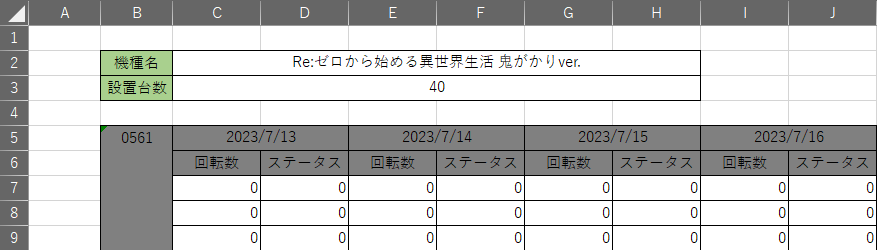 A B C D E F G H I J
1
2 機種名 Re:ゼロから始める異世界生活 鬼がかりver.
3 設置台数 40
4
5 0561 2023/7/13 2023/7/14 2023/7/15 2023/7/16
6 回転数 ステータス 回転数 ステータス 回転数 ステータス 回転数 ステータス
7 0 0 0 0 0 0 0 0
8 0 0 0 0 0 0 0 0
9 0 0 0 0 0 0 0 0